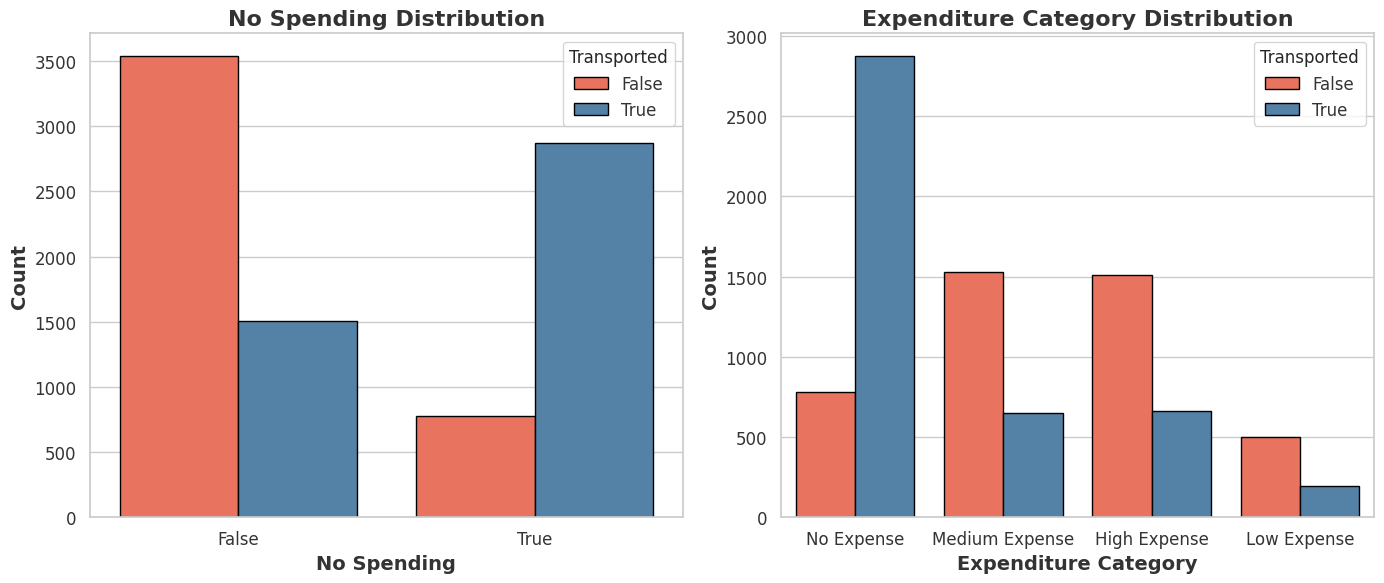 No Spending Distribution
3500
3000
2500
2000
1500
1000
500
0
Count
Transported
False
True
False
True
No Spending
Expenditure Category Distribution
3000
2500
2000
1500
1000
500
0
Count
Transported
False
True
No Expense
Medium Expense
High Expense
Low Expense
Expenditure Category